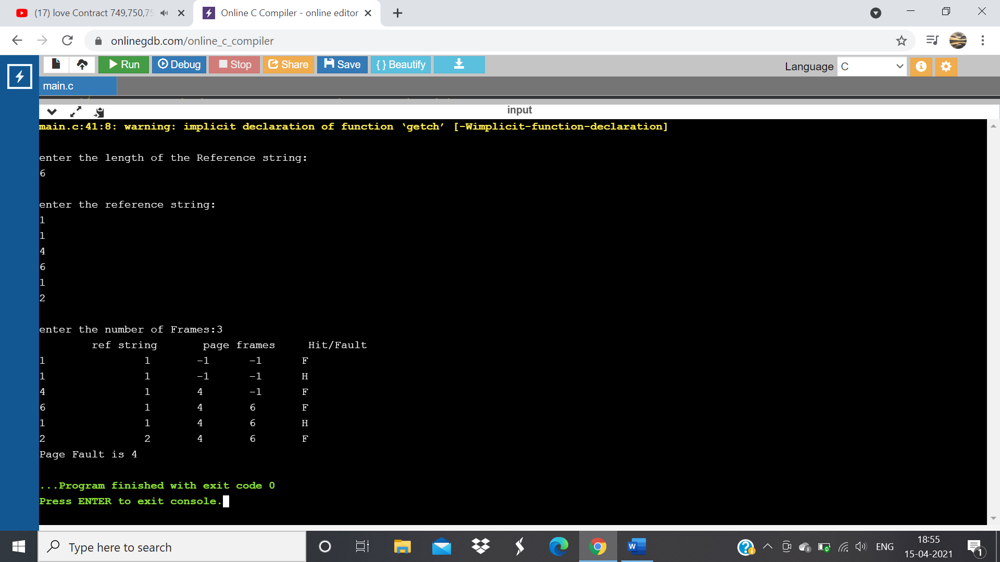 (17) love Contract 749,750,75
Online C Compiler - online editor
onlinegdb.com/online_c_compiler
Run Debug Stop Share Save { } Beautify
Language C
main.c
input
main.c:41:8: warning: implicit declaration of function ‘getch’ [-Wimplicit-function-declaration]
enter the length of the Reference string:
6
enter the reference string:
1
1
4
6
1
2
enter the number of Frames:3
ref string page frames Hit/Fault
1 1 -1 -1 F
1 1 -1 -1 H
4 1 4 -1 F
6 1 4 6 F
1 1 4 6 H
2 2 4 6 F
Page Fault is 4
...Program finished with exit code 0
Press ENTER to exit console.
Type here to search
W
ENG
18:55
15-04-2021
1